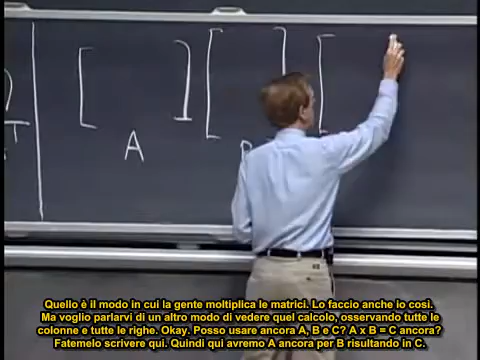 A
Quello è il modo in cui la gente moltiplica le matrici. Lo faccio anche io cosi.
Ma voglio parlarvi di un altro modo di vedere quel calcolo, osservando tutte le
colonne e tutte le righe. Okay. Posso usare ancora A, B e C? A x B = C ancora?
Fatemelo scrivere qui. Quindi qui avremo A ancora per B risultando in C.